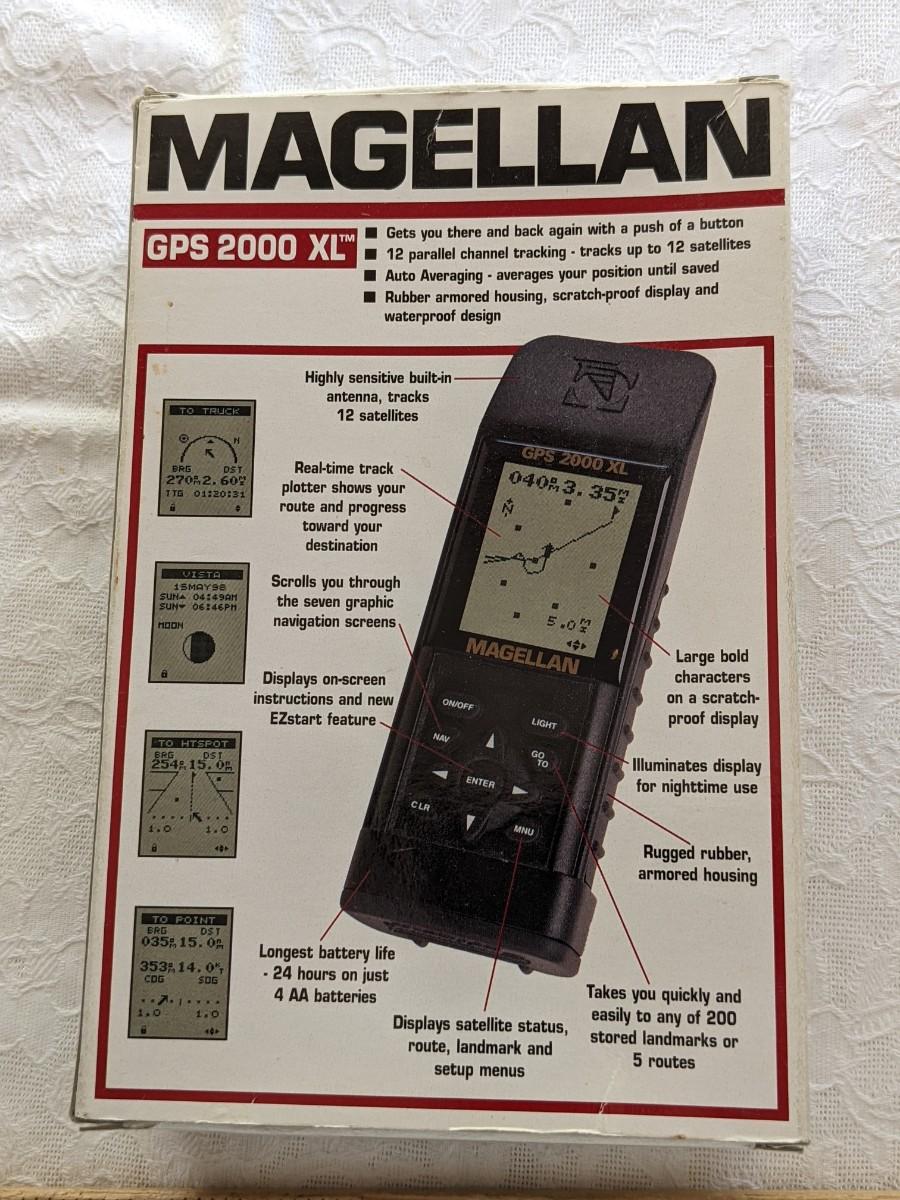 MAGELLAN
GPS 2000 XL™
■ Gets you there and back again with a push of a button
■ 12 parallel channel tracking - tracks up to 12 satellites
■ Auto Averaging - averages your position until saved
■ Rubber armored housing, scratch-proof display and
waterproof design
Highly sensitive built-in
antenna, tracks
12 satellites
Real-time track
plotter shows your
route and progress
toward your
destination
Scrolls you through
the seven graphic
navigation screens
Displays on-screen
instructions and new
EZstart feature
Longest battery life
- 24 hours on just
4 AA batteries
Displays satellite status,
route, landmark and
setup menus
Takes you quickly and
easily to any of 200
stored landmarks or
5 routes
Rugged rubber,
armored housing
Illuminates display
for nighttime use
Large bold
characters
on a scratch-
proof display
TO TRUCK
N
BRG DST
270°M 2.60MI
TTG 01:20:31
VISTA
15MAY98
SUN▲ 04:49AM
SUN▼ 06:46PM
MOON
TO HTSPOT
BRG DST
254°M 15.0
1.0 1.0
TO POINT
BRG DST
035°M 15.0
353°M 14.0KT
COG SOG
1.0 1.0
GPS 2000 XL
040°M 3.35MI
N
5.0MI
MAGELLAN
ON/OFF
LIGHT
NAV
GO
TO
ENTER
CLR
MNU